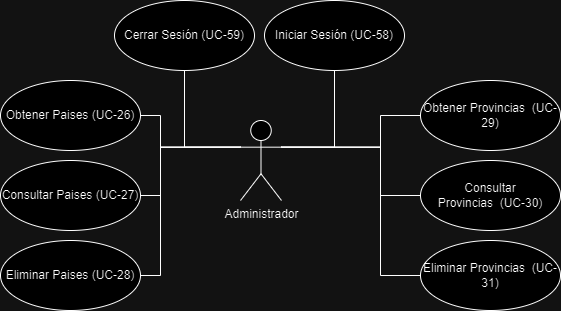 Cerrar Sesión (UC-59)
Iniciar Sesión (UC-58)
Obtener Paises (UC-26)
Obtener Provincias (UC-
29)
Consultar Paises (UC-27)
Consultar
Provincias (UC-30)
Administrador
Eliminar Paises (UC-28)
Eliminar Provincias (UC-
31)